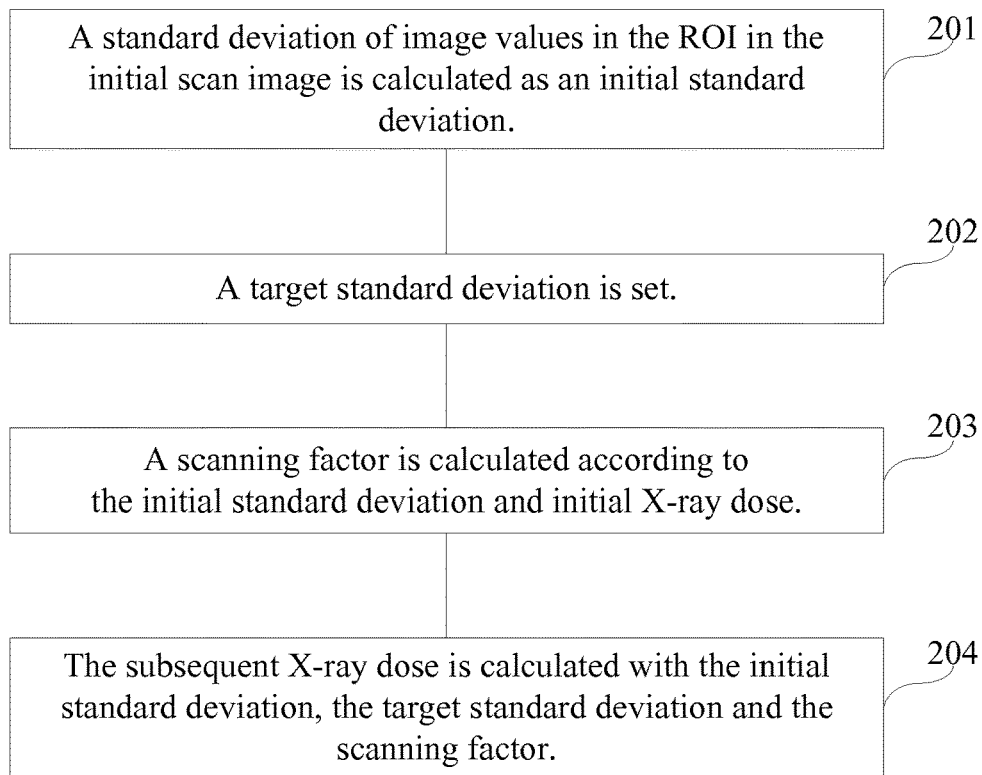 A standard deviation of image values in the ROI in the
initial scan image is calculated as an initial standard
deviation.
201
A target standard deviation is set.
202
A scanning factor is calculated according to
the initial standard deviation and initial X-ray dose.
203
The subsequent X-ray dose is calculated with the initial
standard deviation, the target standard deviation and the
scanning factor.
204